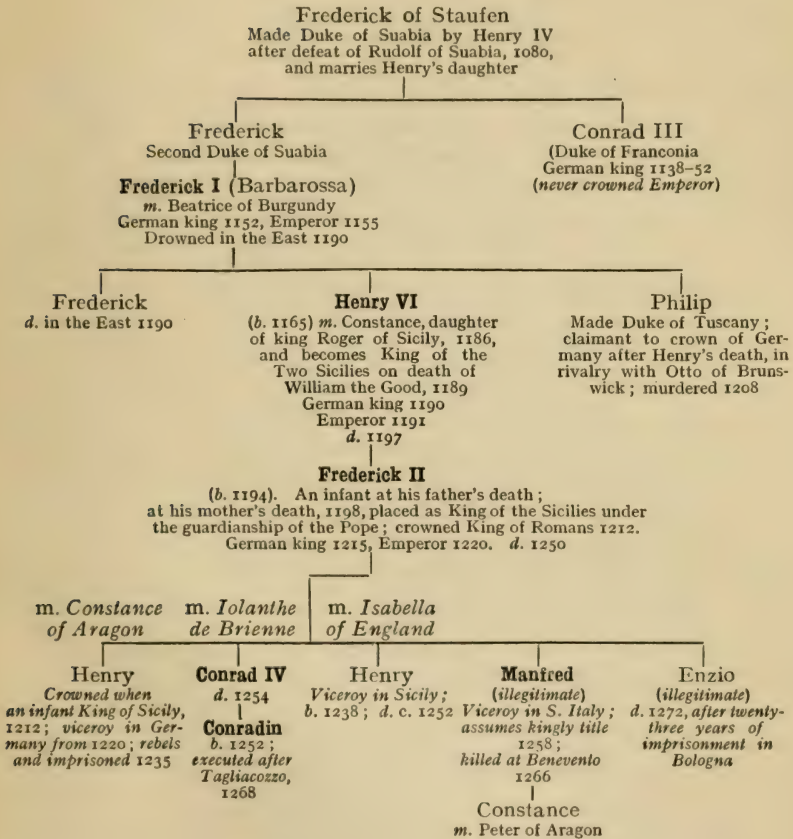 Frederick of Staufen
Made Duke of Suabia by Henry IV
after defeat of Rudolf of Suabia, 1080,
and marries Henry's daughter
Frederick
Second Duke of Suabia
Conrad III
(Duke of Franconia
German king 1138–52
(never crowned Emperor)
Frederick I (Barbarossa)
m. Beatrice of Burgundy
German king 1152, Emperor 1155
Drowned in the East 1190
Frederick
d. in the East 1190
Henry VI
(b. 1165) m. Constance, daughter
of king Roger of Sicily, 1186,
and becomes King of the
Two Sicilies on death of
William the Good, 1189
German king 1190
Emperor 1191
d. 1197
Philip
Made Duke of Tuscany ;
claimant to crown of Ger-
many after Henry's death, in
rivalry with Otto of Bruns-
wick ; murdered 1208
Frederick II
(b. 1194). An infant at his father's death ;
at his mother's death, 1198, placed as King of the Sicilies under
the guardianship of the Pope ; crowned King of Romans 1212.
German king 1215, Emperor 1220. d. 1250
m. Constance
of Aragon
m. Iolanthe
de Brienne
m. Isabella
of England
Henry
Crowned when
an infant King of Sicily,
1212 ; viceroy in Ger-
many from 1220 ; rebels
and imprisoned 1235
Conrad IV
d. 1254
Conradin
b. 1252 ;
executed after
Tagliacozzo,
1268
Henry
Viceroy in Sicily ;
b. 1238 ; d. c. 1252
Manfred
(illegitimate)
Viceroy in S. Italy ;
assumes kingly title
1258 ;
killed at Benevento
1266
Constance
m. Peter of Aragon
Enzio
(illegitimate)
d. 1272, after twenty-
three years of
imprisonment in
Bologna